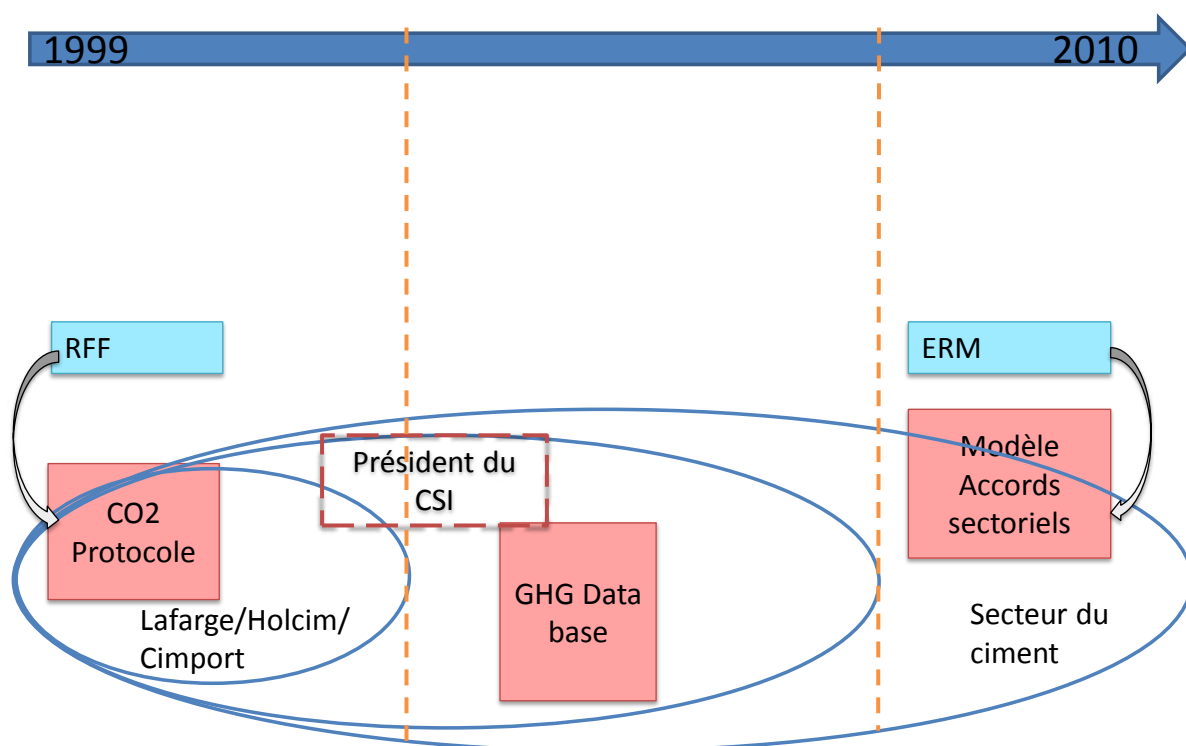 1999
2010
RFF
ERM
Président du
CSI
Modèle
Accords
sectoriels
CO2
Protocole
GHG Data
base
Lafarge/Holcim/
Cimport
Secteur du
ciment